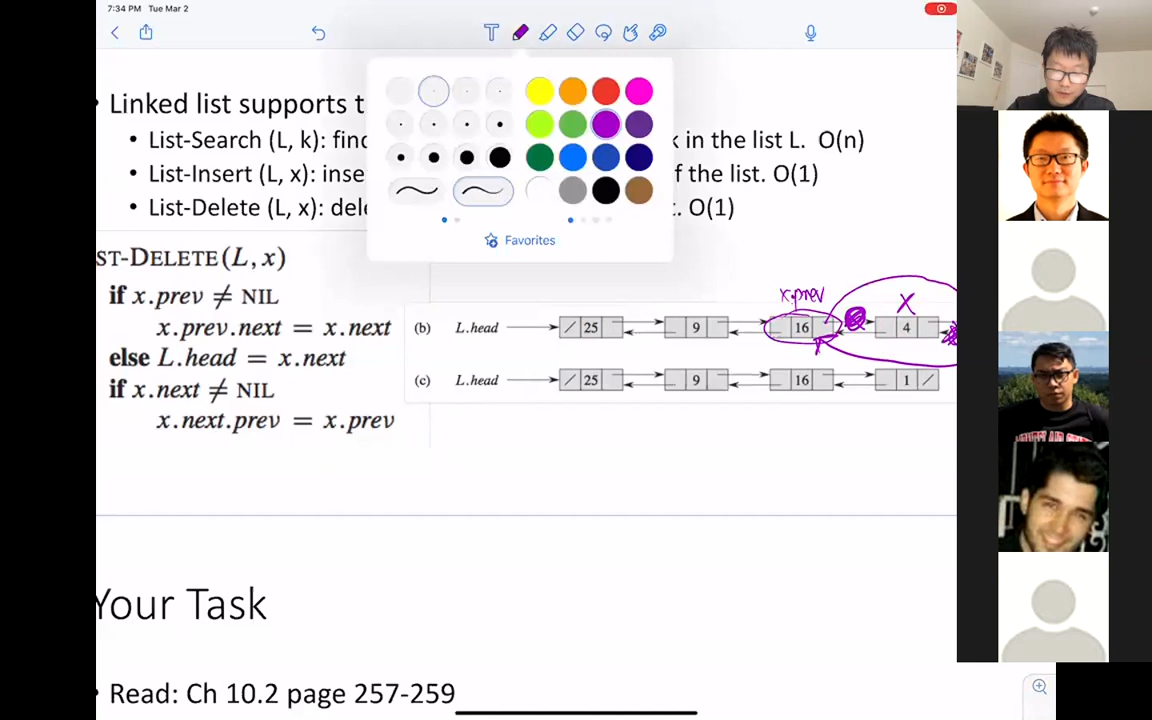 7:34 PM Tue Mar 2
T
Linked list supports t
• List-Search (L, k): find k in the list L. O(n)
• List-Insert (L, x): inse f the list. O(1)
• List-Delete (L, x): dele t. O(1)
Favorites
ST-DELETE(L, x)
if x.prev ≠ NIL
x.prev.next = x.next
else L.head = x.next
if x.next ≠ NIL
x.next.prev = x.prev
x.prev X
(b) L.head / 25 9 16 4
(c) L.head / 25 9 16 1 /
Your Task
• Read: Ch 10.2 page 257-259